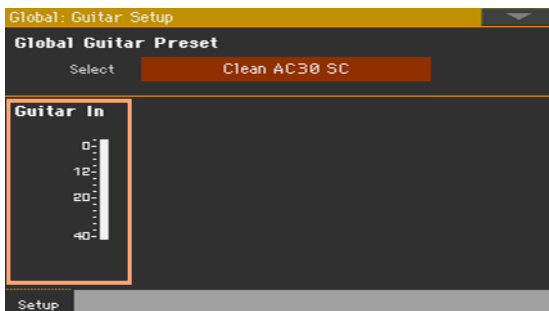 Global: Guitar Setup
Global Guitar Preset
Select Clean AC30 SC
Guitar In
0
12
20
40
Setup